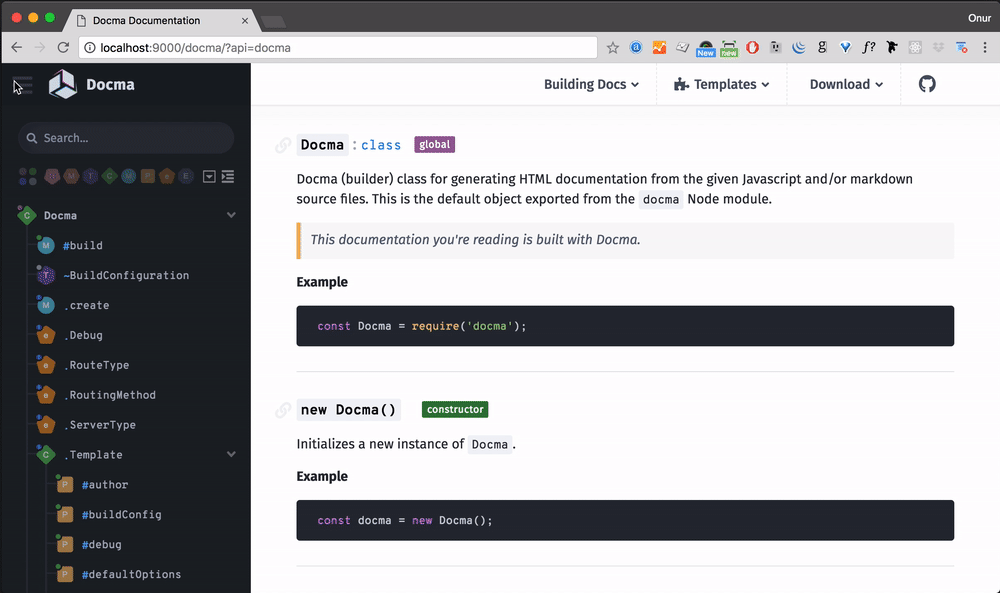 Docma Documentation
Onur
localhost:9000/docma/?api=docma
New
new
g
f?
Docma
Building Docs
Templates
Download
Search...
M
T
C
M
P
e
E
C Docma
M #build
T ~BuildConfiguration
M .create
e .Debug
e .RouteType
e .RoutingMethod
e .ServerType
C .Template
P #author
P #buildConfig
P #debug
P #defaultOptions
Docma : class global
Docma (builder) class for generating HTML documentation from the given Javascript and/or markdown
source files. This is the default object exported from the docma Node module.
This documentation you're reading is built with Docma.
Example
const Docma = require('docma');
new Docma() constructor
Initializes a new instance of Docma.
Example
const docma = new Docma();